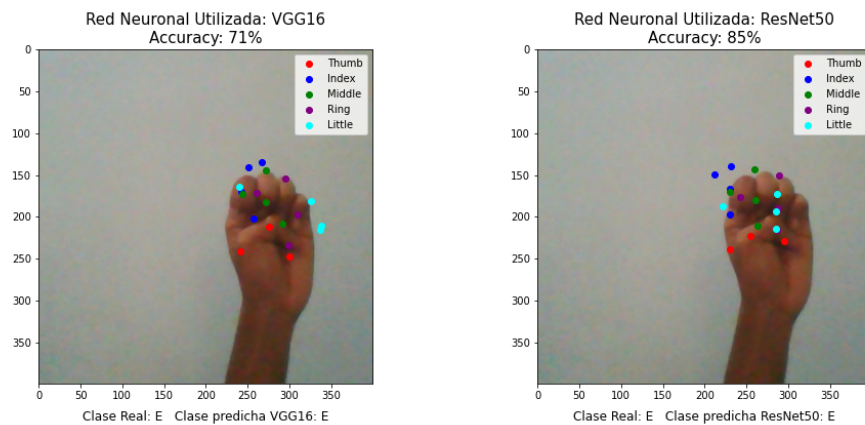 Red Neuronal Utilizada: VGG16
Accuracy: 71%
0
50
100
150
200
250
300
350
0 50 100 150 200 250 300 350
Thumb
Index
Middle
Ring
Little
Clase Real: E Clase predicha VGG16: E
Red Neuronal Utilizada: ResNet50
Accuracy: 85%
0
50
100
150
200
250
300
350
0 50 100 150 200 250 300 350
Thumb
Index
Middle
Ring
Little
Clase Real: E Clase predicha ResNet50: E